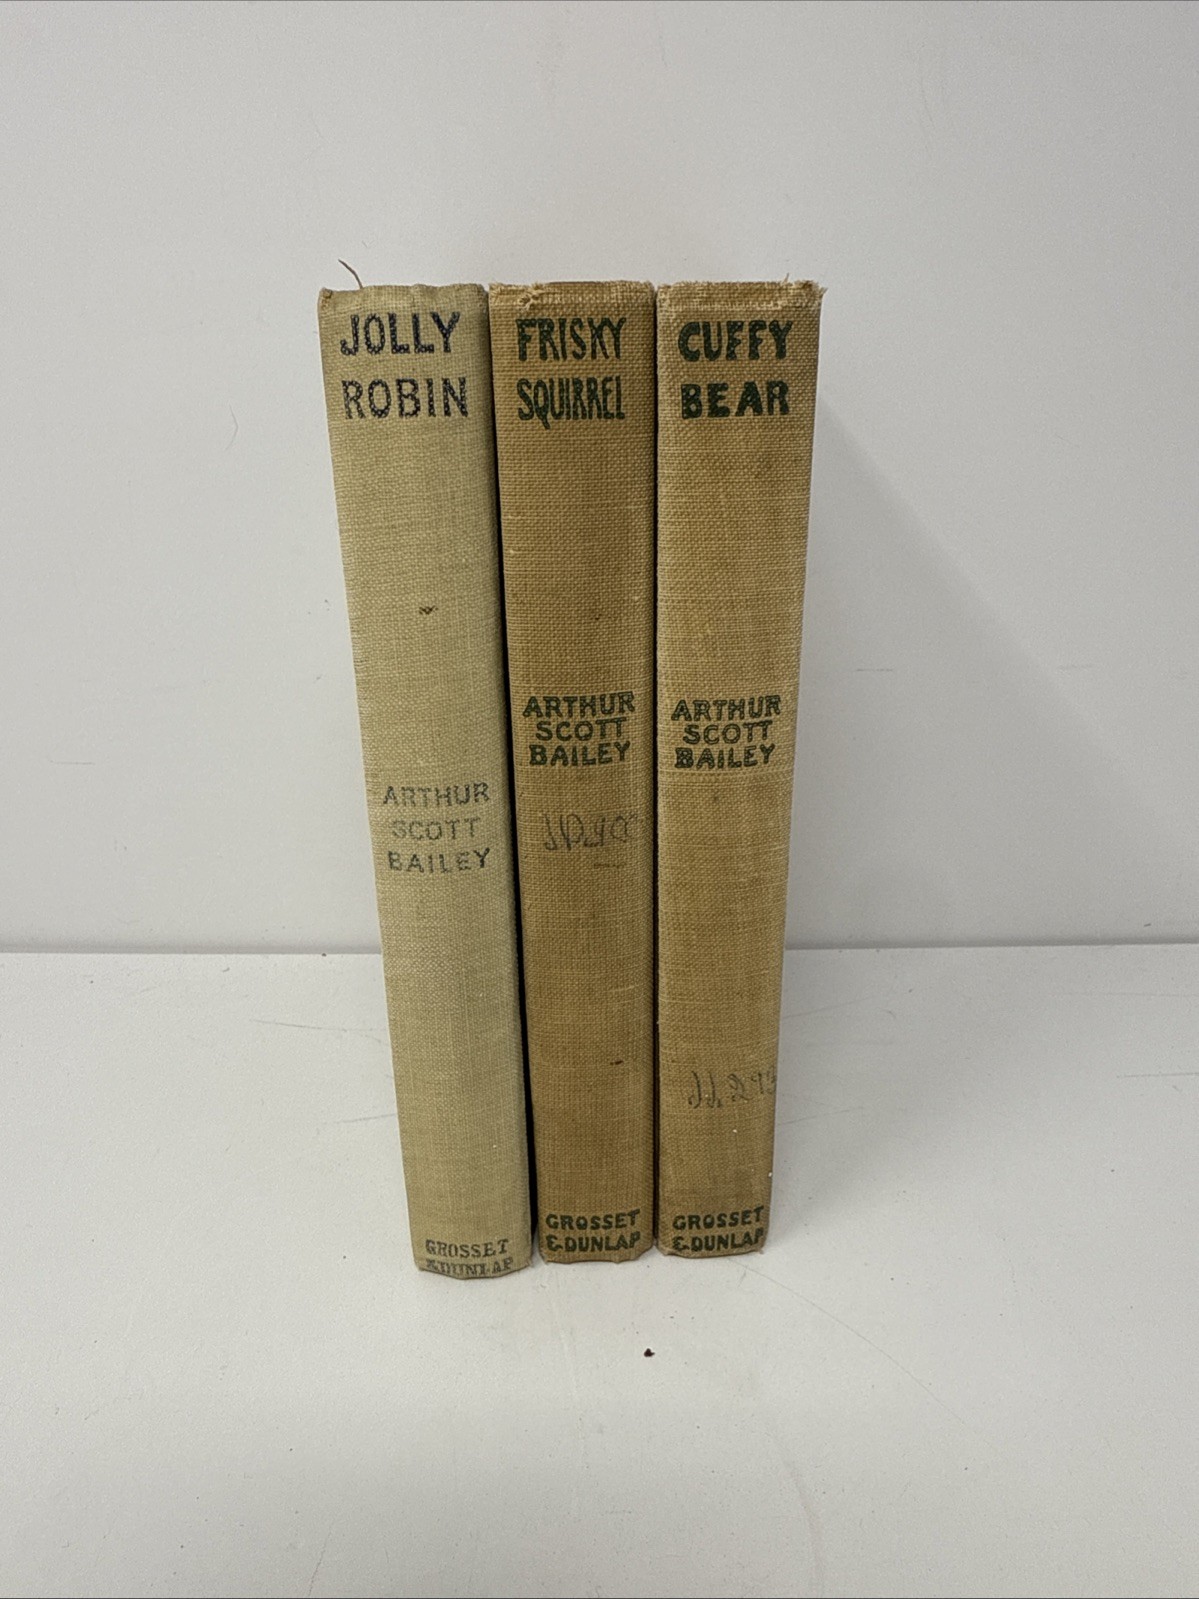 JOLLY
ROBIN
ARTHUR
SCOTT
BAILEY
GROSSET
& DUNLAP
FRISKY
SQUIRREL
ARTHUR
SCOTT
BAILEY
GROSSET
& DUNLAP
CUFFY
BEAR
ARTHUR
SCOTT
BAILEY
GROSSET
& DUNLAP